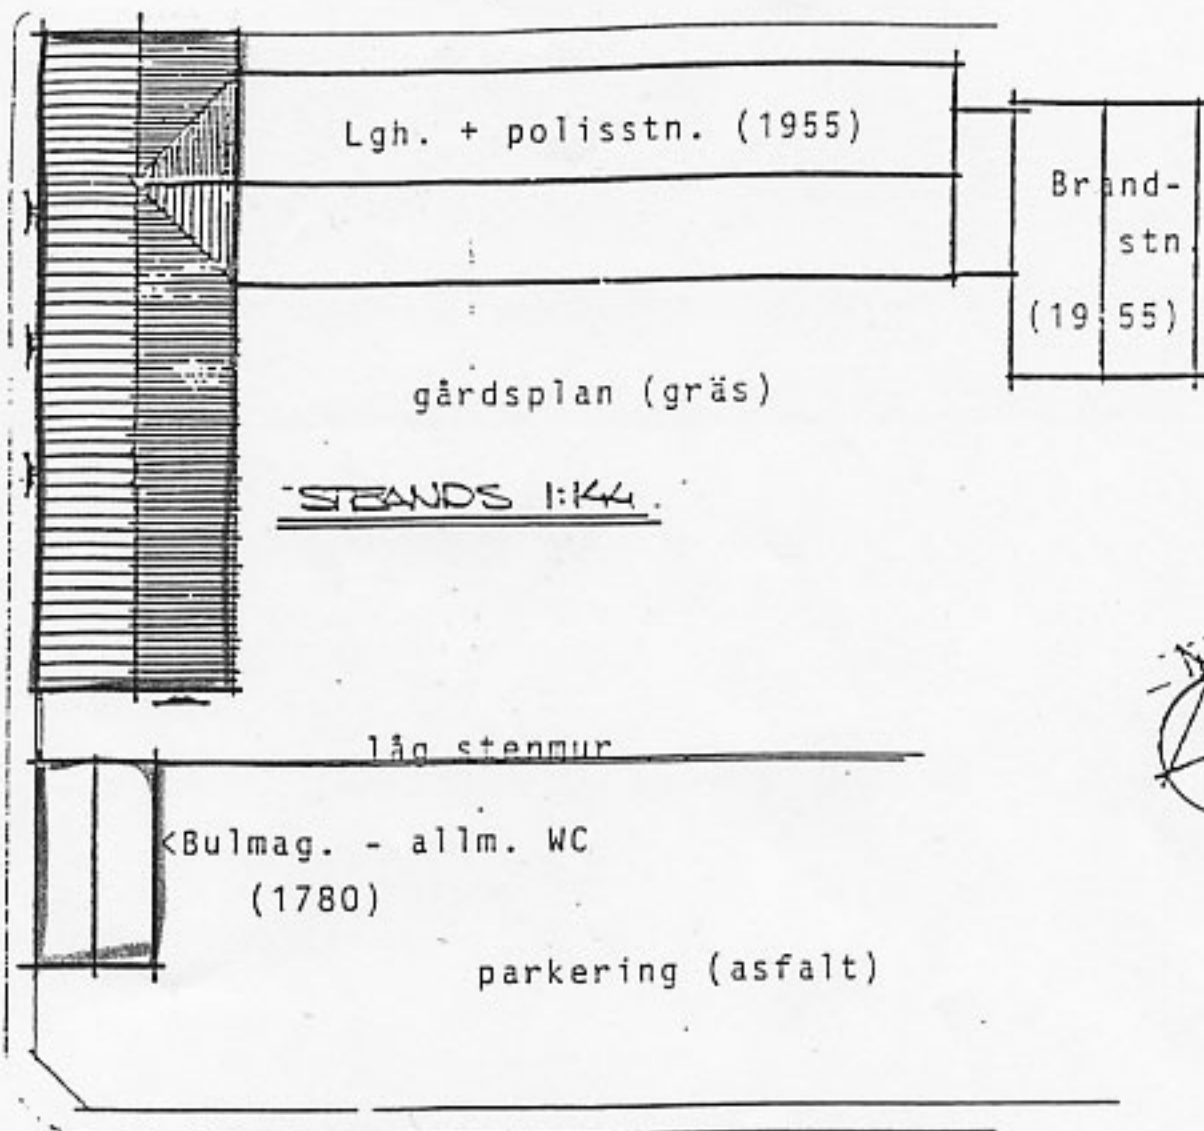 Lgh. + polisstn. (1955)
Brand-
stn.
(1955)
gårdsplan (gräs)
STRANDS 1:144.
låg stenmur
<Bulmag. - allm. WC
(1780)
parkering (asfalt)